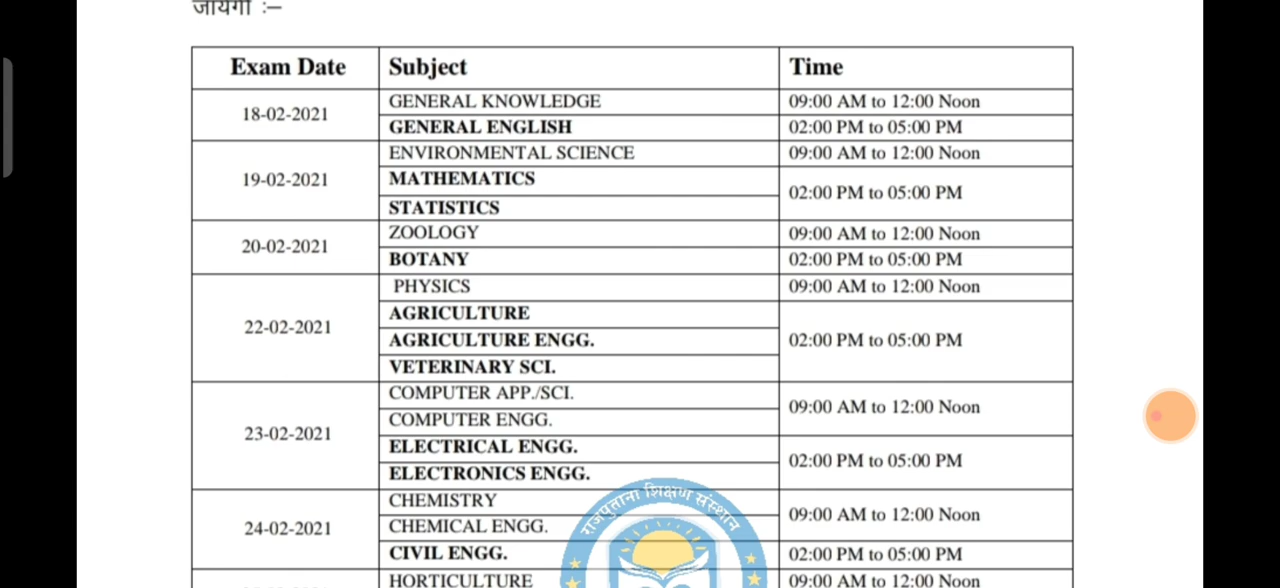 जायेगी :–
Exam Date Subject Time
18-02-2021 GENERAL KNOWLEDGE 09:00 AM to 12:00 Noon
GENERAL ENGLISH 02:00 PM to 05:00 PM
19-02-2021 ENVIRONMENTAL SCIENCE 09:00 AM to 12:00 Noon
MATHEMATICS 02:00 PM to 05:00 PM
STATISTICS
20-02-2021 ZOOLOGY 09:00 AM to 12:00 Noon
BOTANY 02:00 PM to 05:00 PM
22-02-2021 PHYSICS 09:00 AM to 12:00 Noon
AGRICULTURE
AGRICULTURE ENGG. 02:00 PM to 05:00 PM
VETERINARY SCI.
23-02-2021 COMPUTER APP./SCI. 09:00 AM to 12:00 Noon
COMPUTER ENGG.
ELECTRICAL ENGG. 02:00 PM to 05:00 PM
ELECTRONICS ENGG.
राजपुताना शिक्षण संस्थान
24-02-2021 CHEMISTRY 09:00 AM to 12:00 Noon
CHEMICAL ENGG.
CIVIL ENGG. 02:00 PM to 05:00 PM
HORTICULTURE 09:00 AM to 12:00 Noon